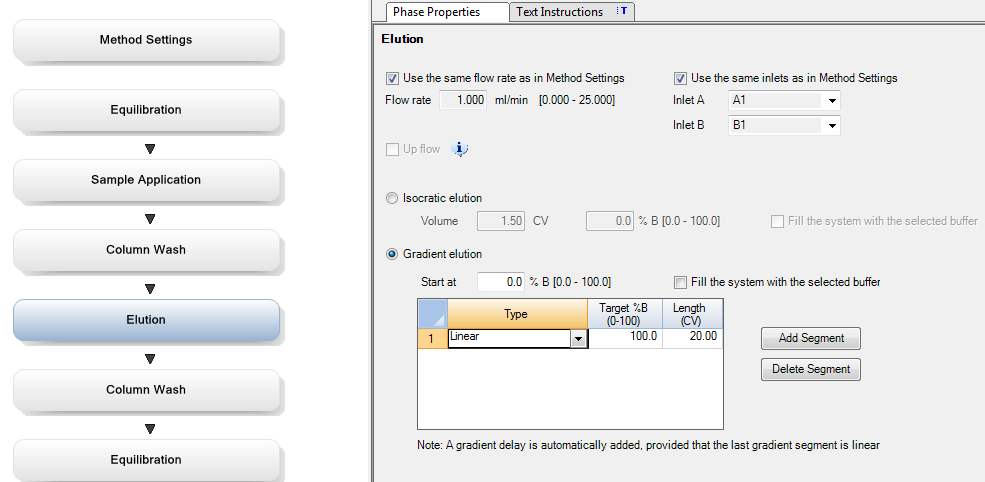 Method Settings
Equilibration
Sample Application
Column Wash
Elution
Column Wash
Equilibration
Phase Properties
Text Instructions T
Elution
Use the same flow rate as in Method Settings
Use the same inlets as in Method Settings
Flow rate 1.000 ml/min [0.000 - 25.000]
Inlet A A1
Inlet B B1
Up flow i
Isocratic elution
Volume 1.50 CV 0.0 % B [0.0 - 100.0]
Fill the system with the selected buffer
Gradient elution
Start at 0.0 % B [0.0 - 100.0]
Fill the system with the selected buffer
Type Target %B (0-100) Length (CV)
1 Linear 100.0 20.00
Add Segment
Delete Segment
Note: A gradient delay is automatically added, provided that the last gradient segment is linear